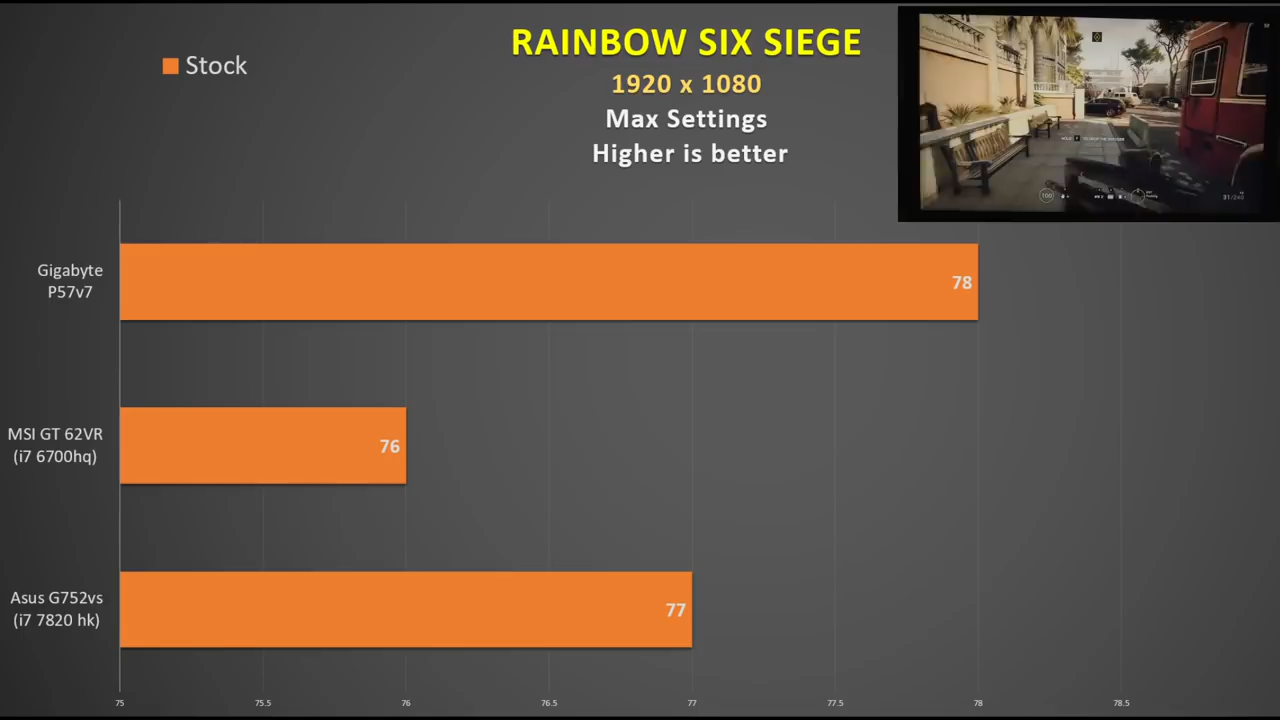 RAINBOW SIX SIEGE
Stock
1920 x 1080
Max Settings
Higher is better
Gigabyte
P57v7
78
MSI GT 62VR
(i7 6700hq)
76
Asus G752vs
(i7 7820 hk)
77
75 75.5 76 76.5 77 77.5 78 78.5
100